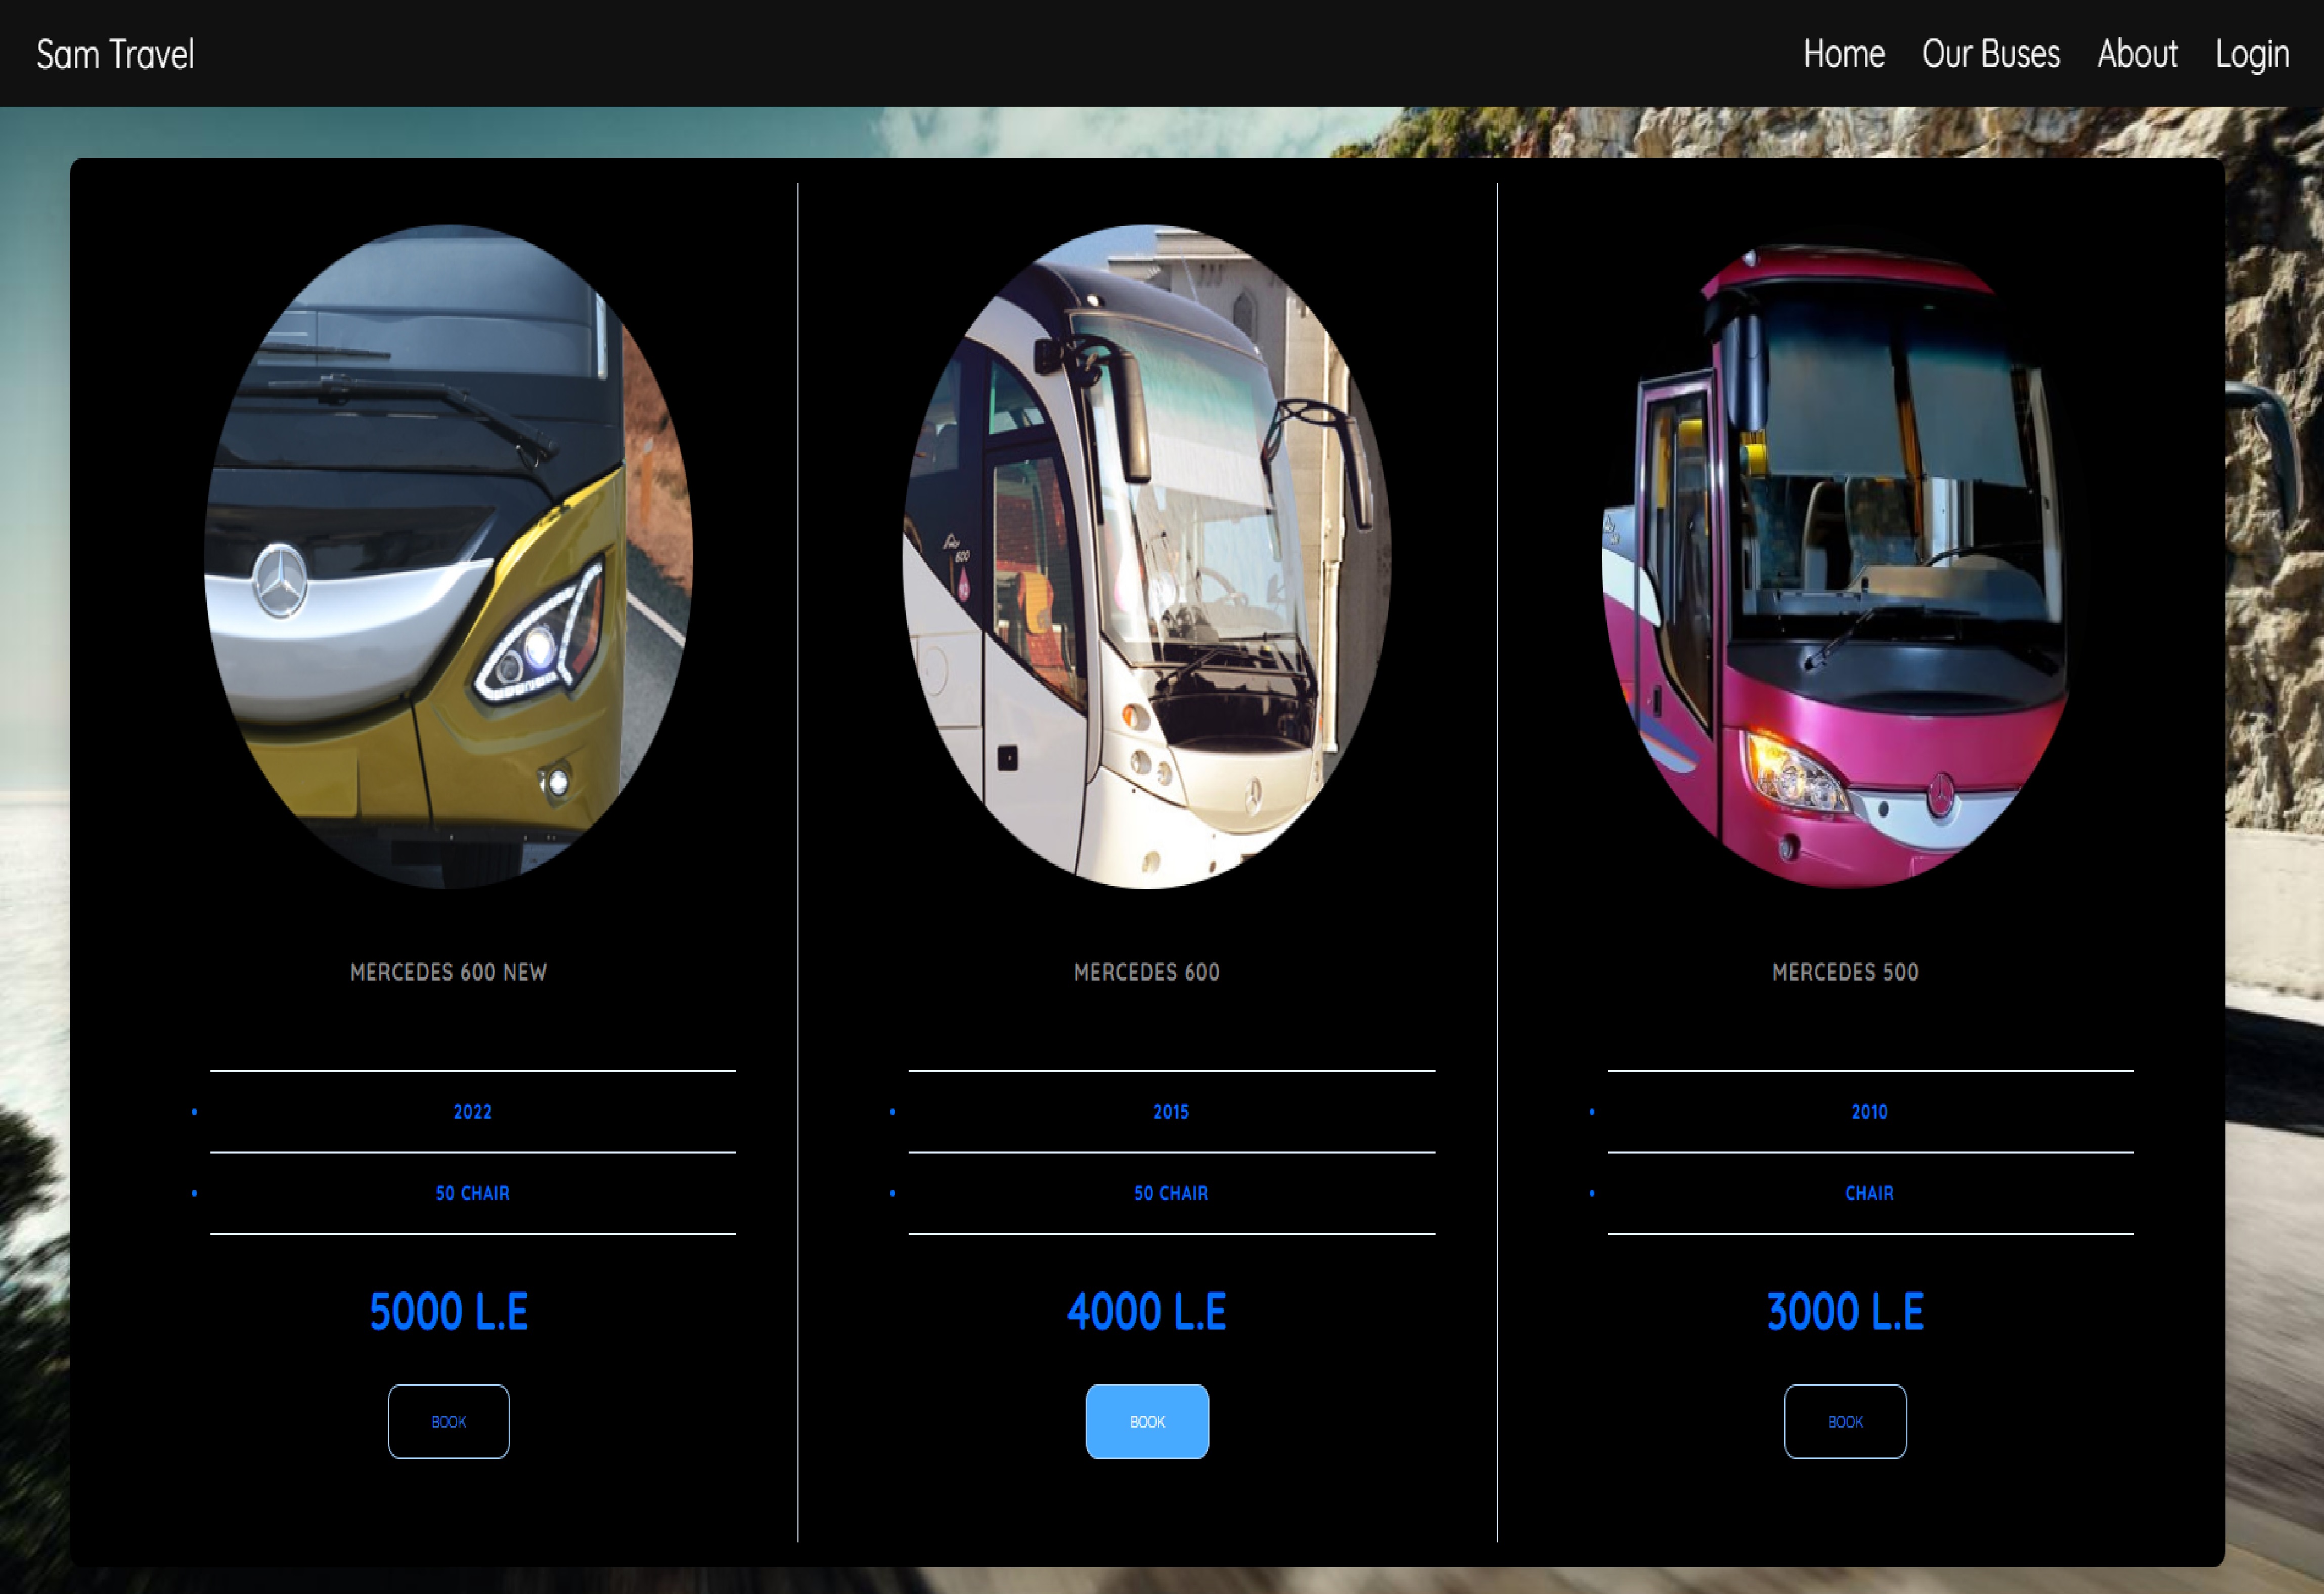 Sam Travel
Home Our Buses About Login
600
MERCEDES 600 NEW
2022
50 CHAIR
5000 L.E
BOOK
MERCEDES 600
2015
50 CHAIR
4000 L.E
BOOK
MERCEDES 500
2010
CHAIR
3000 L.E
BOOK